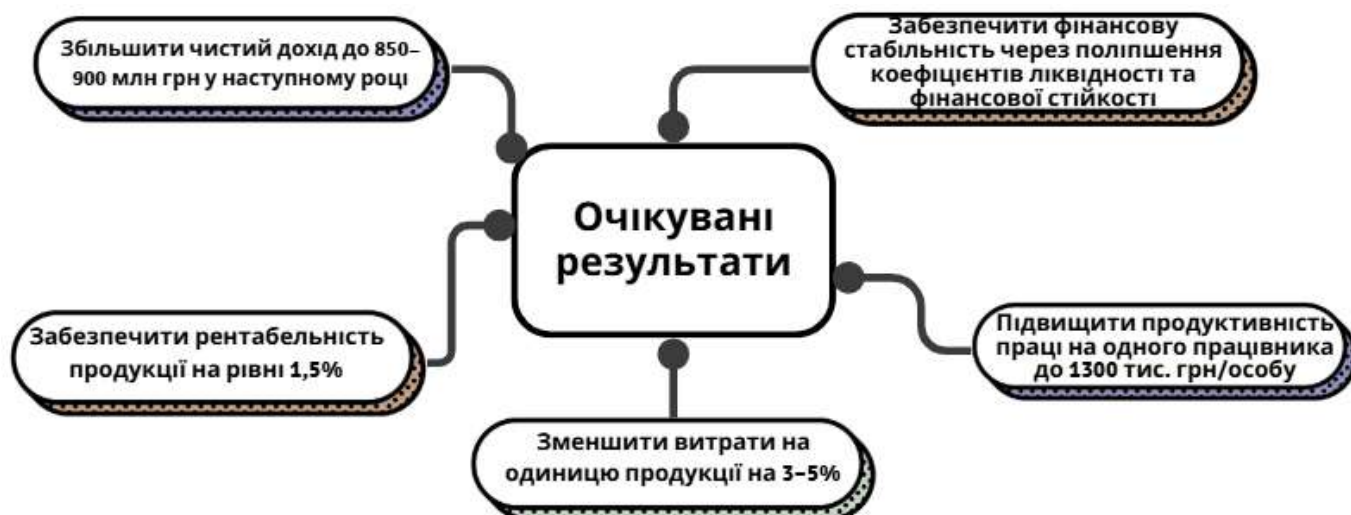 Збільшити чистий дохід до 850–
900 млн грн у наступному році
Забезпечити фінансову
стабільність через поліпшення
коефіцієнтів ліквідності та
фінансової стійкості
Очікувані
результати
Забезпечити рентабельність
продукції на рівні 1,5%
Підвищити продуктивність
праці на одного працівника
до 1300 тис. грн/особу
Зменшити витрати на
одиницю продукції на 3–5%